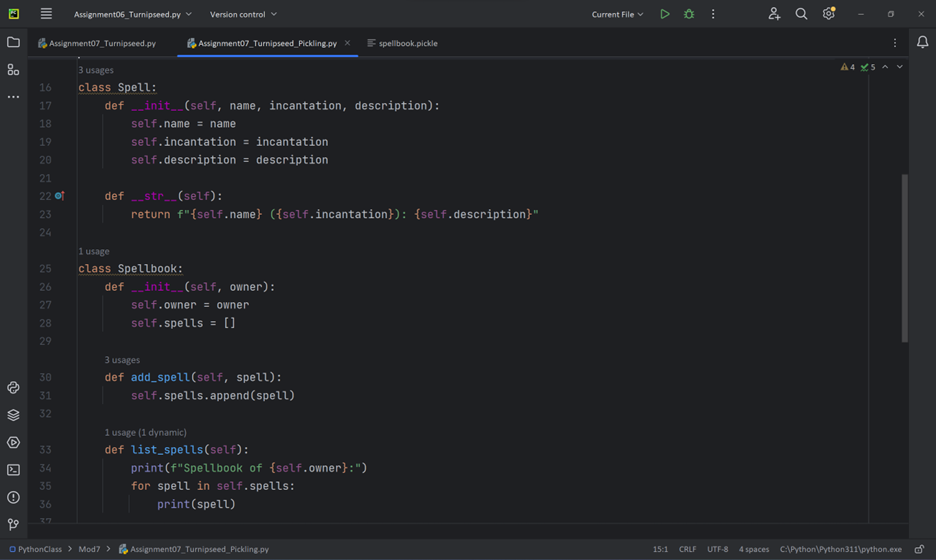 Assignment06_Turnipseed.py Version control Current File
Assignment07_Turnipseed.py Assignment07_Turnipseed_Pickling.py spellbook.pickle
4 5
3 usages
16 class Spell:
17 def __init__(self, name, incantation, description):
18 self.name = name
19 self.incantation = incantation
20 self.description = description
21
22 def __str__(self):
23 return f"{self.name} ({self.incantation}): {self.description}"
24
1 usage
25 class Spellbook:
26 def __init__(self, owner):
27 self.owner = owner
28 self.spells = []
29
3 usages
30 def add_spell(self, spell):
31 self.spells.append(spell)
32
1 usage (1 dynamic)
33 def list_spells(self):
34 print(f"Spellbook of {self.owner}:")
35 for spell in self.spells:
36 print(spell)
37
PythonClass > Mod7 > Assignment07_Turnipseed_Pickling.py 15:1 CRLF UTF-8 4 spaces C:\Python\Python311\python.exe